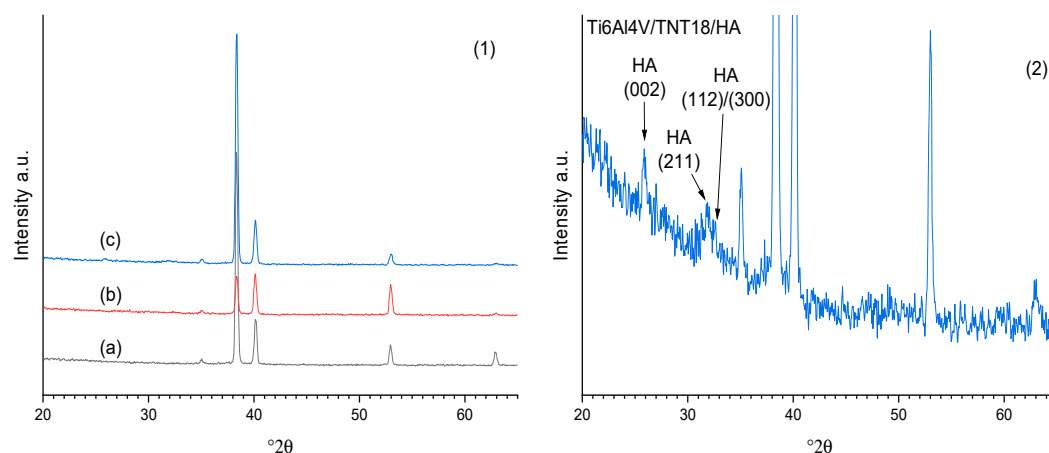 (1)
(c)
(b)
(a)
Intensity a.u.
20
30
40
50
60
°2θ
Ti6Al4V/TNT18/HA
(2)
HA
(002)
HA
(112)/(300)
HA
(211)
Intensity a.u.
20
30
40
50
60
°2θ